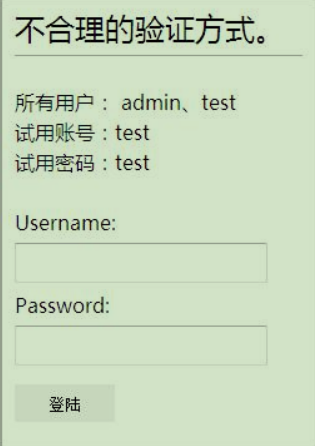 不合理的验证方式。
所有用户： admin、test
试用账号：test
试用密码：test
Username:
Password:
登陆